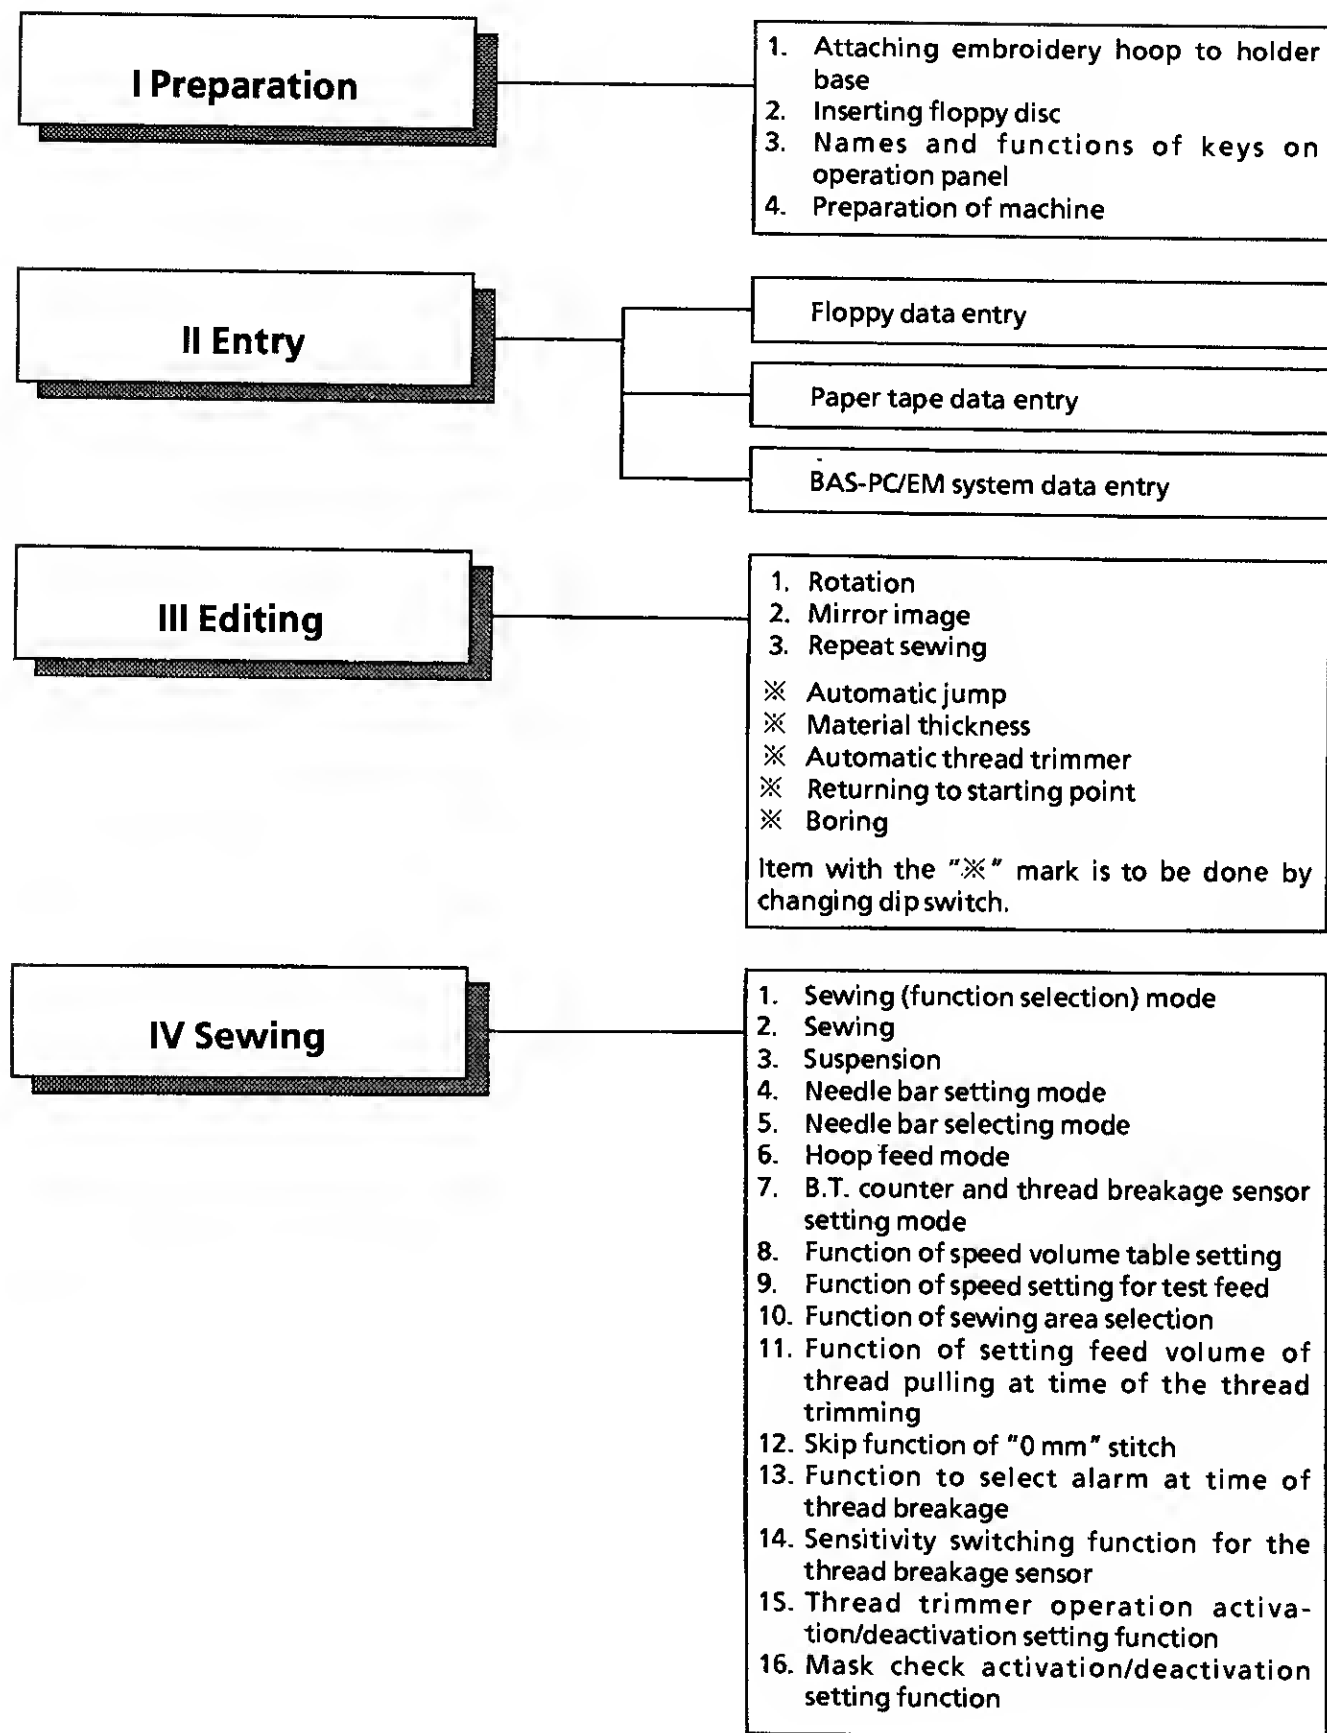 I Preparation
1. Attaching embroidery hoop to holder
base
2. Inserting floppy disc
3. Names and functions of keys on
operation panel
4. Preparation of machine
II Entry
Floppy data entry
Paper tape data entry
BAS-PC/EM system data entry
III Editing
1. Rotation
2. Mirror image
3. Repeat sewing
※ Automatic jump
※ Material thickness
※ Automatic thread trimmer
※ Returning to starting point
※ Boring
Item with the "※" mark is to be done by
changing dip switch.
IV Sewing
1. Sewing (function selection) mode
2. Sewing
3. Suspension
4. Needle bar setting mode
5. Needle bar selecting mode
6. Hoop feed mode
7. B.T. counter and thread breakage sensor
setting mode
8. Function of speed volume table setting
9. Function of speed setting for test feed
10. Function of sewing area selection
11. Function of setting feed volume of
thread pulling at time of the thread
trimming
12. Skip function of "0 mm" stitch
13. Function to select alarm at time of
thread breakage
14. Sensitivity switching function for the
thread breakage sensor
15. Thread trimmer operation activa-
tion/deactivation setting function
16. Mask check activation/deactivation
setting function